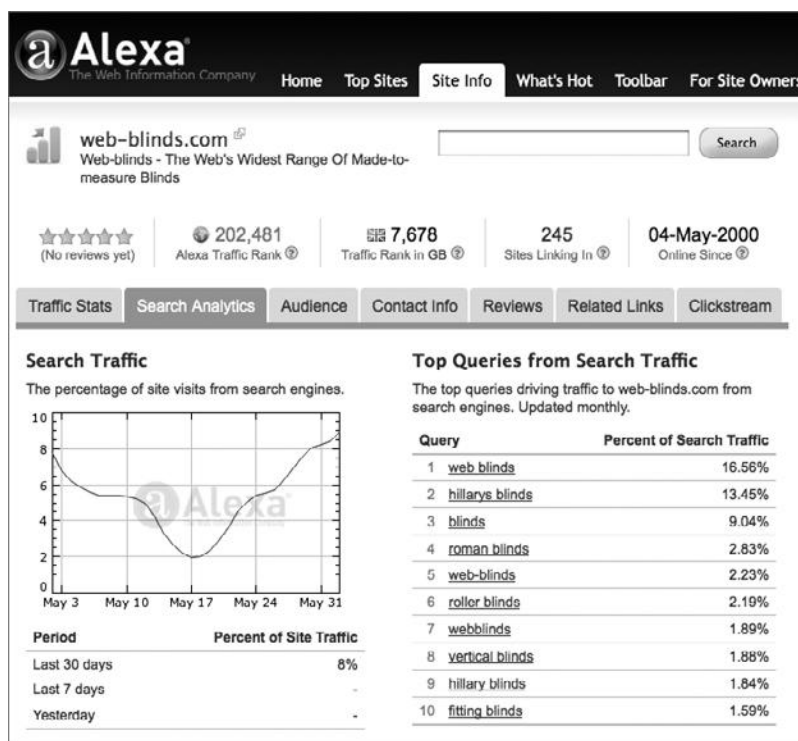 a Alexa®
The Web Information Company
Home Top Sites Site Info What's Hot Toolbar For Site Owners
web-blinds.com
Web-blinds - The Web's Widest Range Of Made-to-
measure Blinds
Search
(No reviews yet)
202,481
Alexa Traffic Rank ?
7,678
Traffic Rank in GB ?
245
Sites Linking In ?
04-May-2000
Online Since ?
Traffic Stats Search Analytics Audience Contact Info Reviews Related Links Clickstream
Search Traffic
The percentage of site visits from search engines.
10
8
6
4
2
0
a Alexa®
The Web Information Company
May 3 May 10 May 17 May 24 May 31
Period Percent of Site Traffic
Last 30 days 8%
Last 7 days -
Yesterday -
Top Queries from Search Traffic
The top queries driving traffic to web-blinds.com from
search engines. Updated monthly.
Query Percent of Search Traffic
1 web blinds 16.56%
2 hillarys blinds 13.45%
3 blinds 9.04%
4 roman blinds 2.83%
5 web-blinds 2.23%
6 roller blinds 2.19%
7 webblinds 1.89%
8 vertical blinds 1.88%
9 hillary blinds 1.84%
10 fitting blinds 1.59%